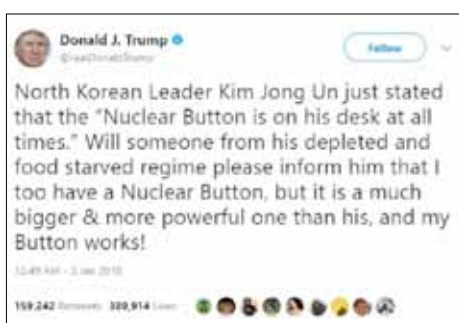 Donald J. Trump
@realDonaldTrump
Follow
North Korean Leader Kim Jong Un just stated
that the “Nuclear Button is on his desk at all
times.” Will someone from his depleted and
food starved regime please inform him that I
too have a Nuclear Button, but it is a much
bigger & more powerful one than his, and my
Button works!
159,242 Retweets